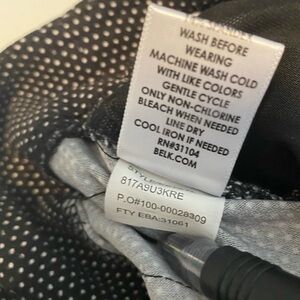 WASH BEFORE
WEARING
MACHINE WASH COLD
WITH LIKE COLORS
GENTLE CYCLE
ONLY NON-CHLORINE
BLEACH WHEN NEEDED
LINE DRY
COOL IRON IF NEEDED
RN#31104
BELK.COM
817A9U3KRE
P.O#100-00028309
FTY EBA:31061